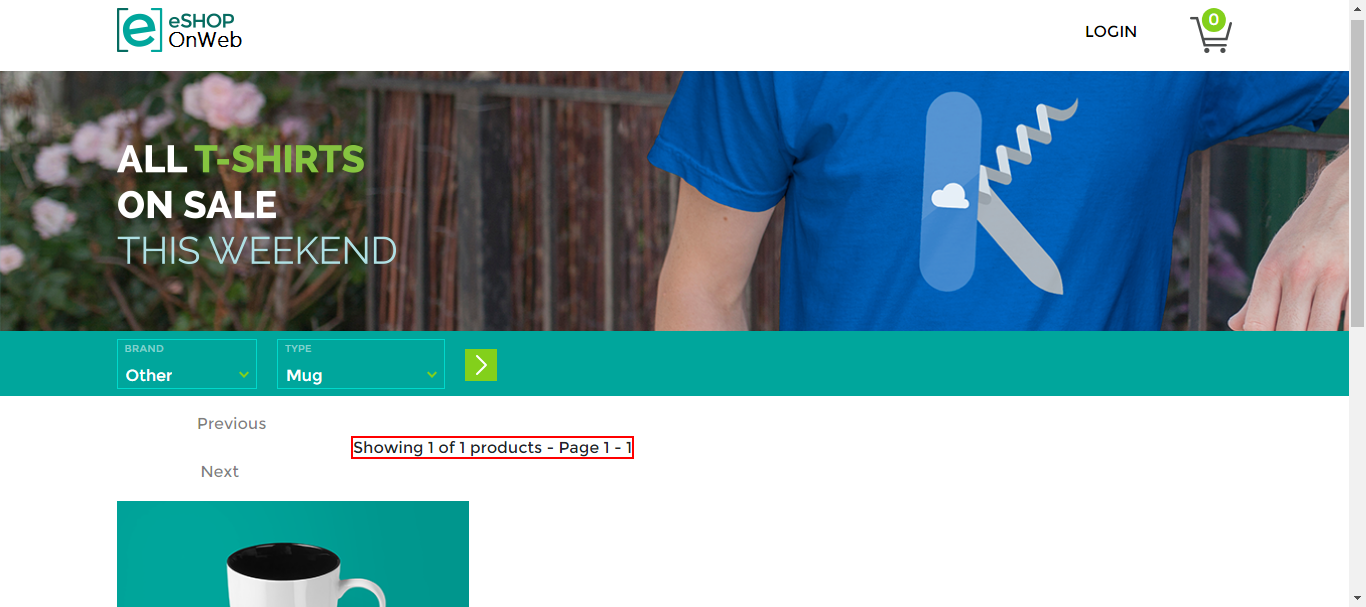 eSHOP
OnWeb
LOGIN
0
ALL T-SHIRTS
ON SALE
THIS WEEKEND
BRAND
Other
TYPE
Mug
Previous
Showing 1 of 1 products - Page 1 - 1
Next